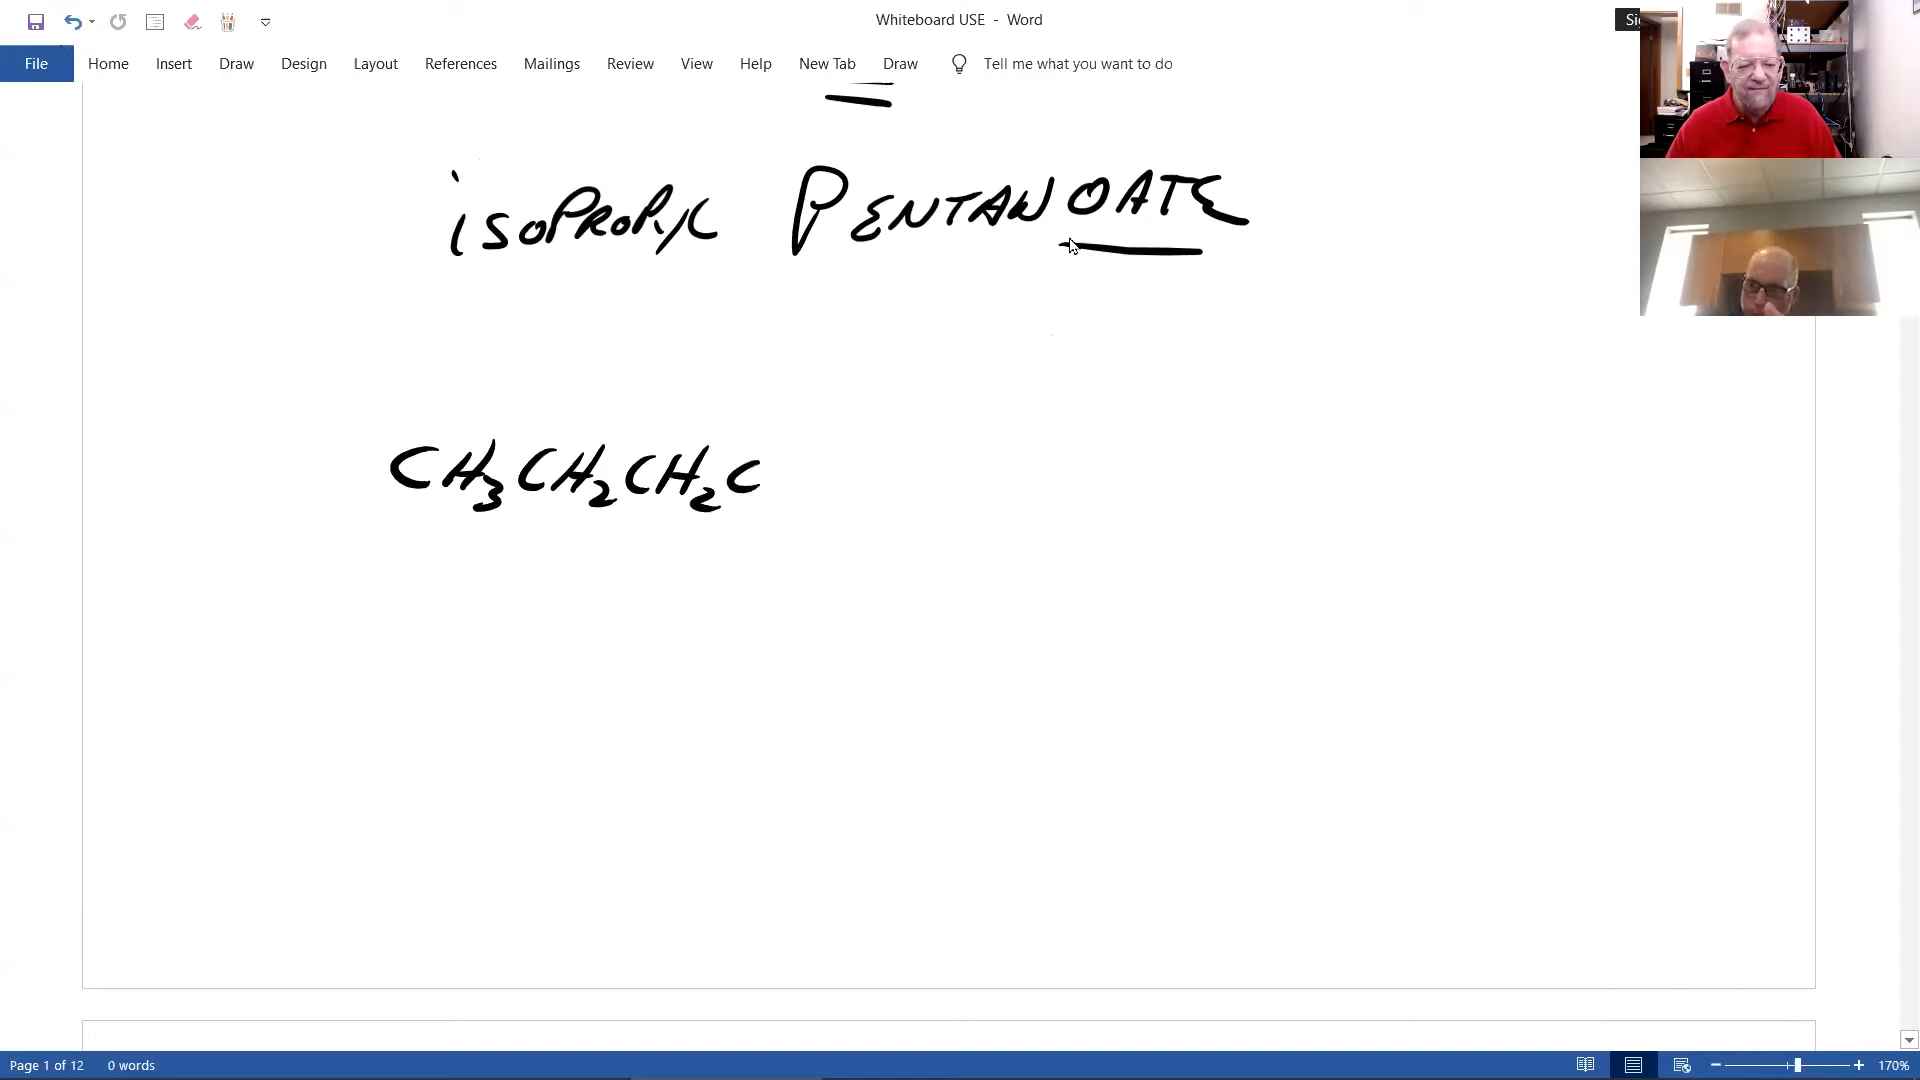 Whiteboard USE - Word
File Home Insert Draw Design Layout References Mailings Review View Help New Tab Draw Tell me what you want to do
isoPROPYL PENTANOATE
CH₃CH₂CH₂C
Page 1 of 12 0 words 170%